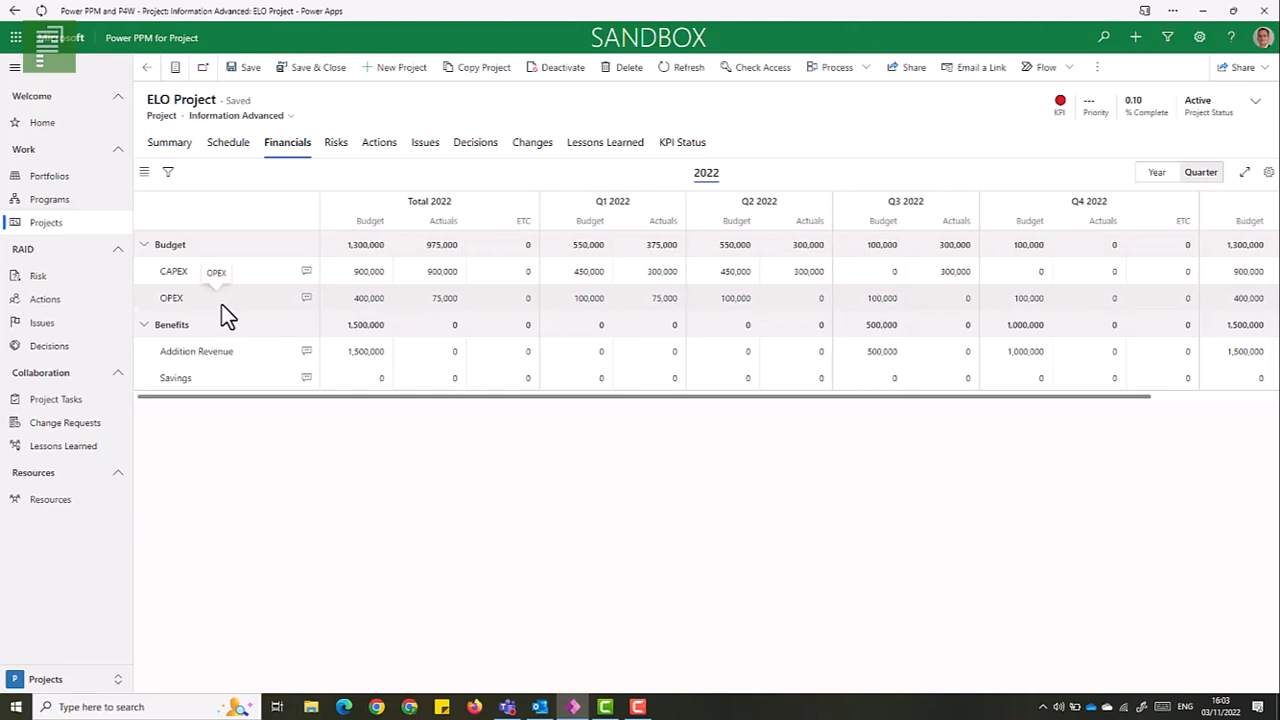 Power PPM and P4W - Project: Information Advanced: ELO Project - Power Apps
Microsoft Power PPM for Project SANDBOX
Save Save & Close New Project Copy Project Deactivate Delete Refresh Check Access Process Share Email a Link Flow Share
Welcome
Home
Work
Portfolios
Programs
Projects
RAID
Risk
Actions
Issues
Decisions
Collaboration
Project Tasks
Change Requests
Lessons Learned
Resources
Resources
P Projects
ELO Project - Saved
Project · Information Advanced
KPI
---
Priority
0.10
% Complete
Active
Project Status
Summary Schedule Financials Risks Actions Issues Decisions Changes Lessons Learned KPI Status
2022 Year Quarter
Total 2022 Q1 2022 Q2 2022 Q3 2022 Q4 2022
Budget Actuals ETC Budget Actuals Budget Actuals Budget Actuals Budget Actuals ETC Budget
Budget 1,300,000 975,000 0 550,000 375,000 550,000 300,000 100,000 300,000 100,000 0 0 1,300,000
CAPEX 900,000 900,000 0 450,000 300,000 450,000 300,000 0 300,000 0 0 0 900,000
OPEX
OPEX 400,000 75,000 0 100,000 75,000 100,000 0 100,000 0 100,000 0 0 400,000
Benefits 1,500,000 0 0 0 0 0 0 500,000 0 1,000,000 0 0 1,500,000
Addition Revenue 1,500,000 0 0 0 0 0 0 500,000 0 1,000,000 0 0 1,500,000
Savings 0 0 0 0 0 0 0 0 0 0 0 0 0
Type here to search
ENG
16:03
03/11/2022